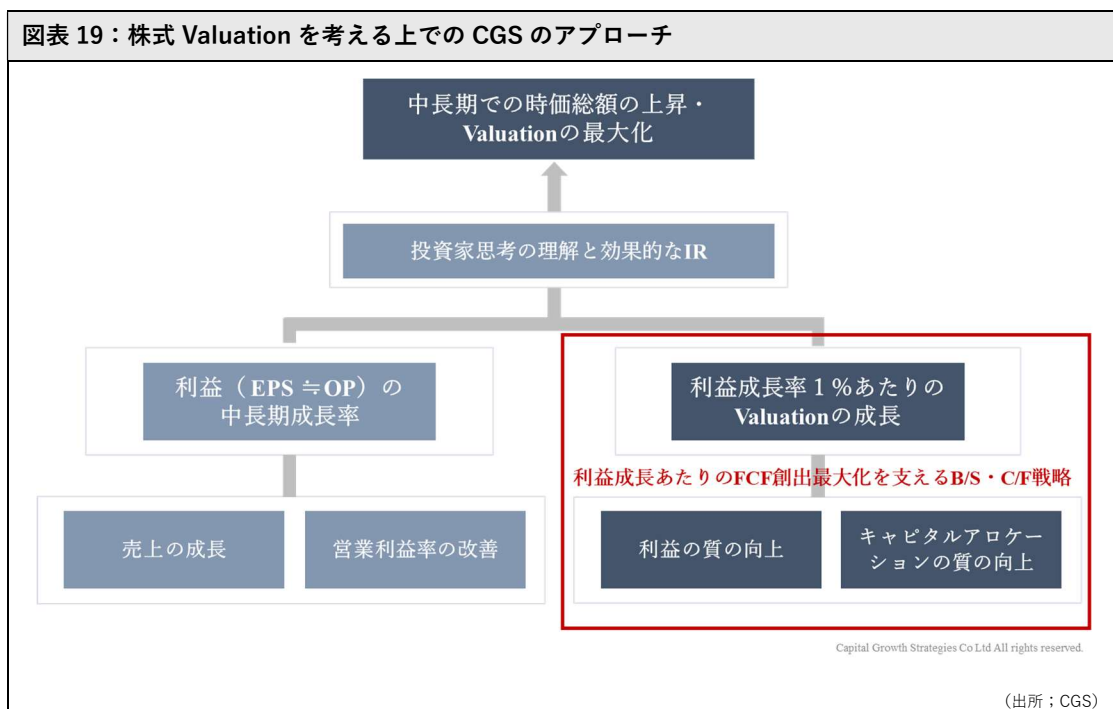 図表 19：株式 Valuation を考える上での CGS のアプローチ
中長期での時価総額の上昇・
Valuationの最大化
投資家思考の理解と効果的なIR
利益（EPS ≒OP）の
中長期成長率
利益成長率１％あたりの
Valuationの成長
利益成長あたりのFCF創出最大化を支えるB/S・C/F戦略
売上の成長
営業利益率の改善
利益の質の向上
キャピタルアロケー
ションの質の向上
Capital Growth Strategies Co Ltd All rights reserved.
（出所；CGS）